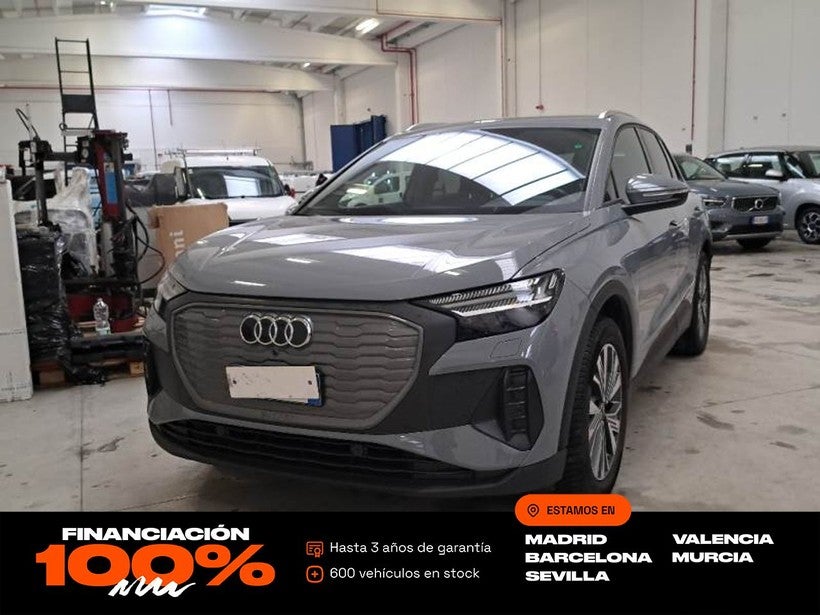 FINANCIACIÓN
100%
Hasta 3 años de garantía
600 vehículos en stock
ESTAMOS EN
MADRID
BARCELONA
SEVILLA
VALENCIA
MURCIA